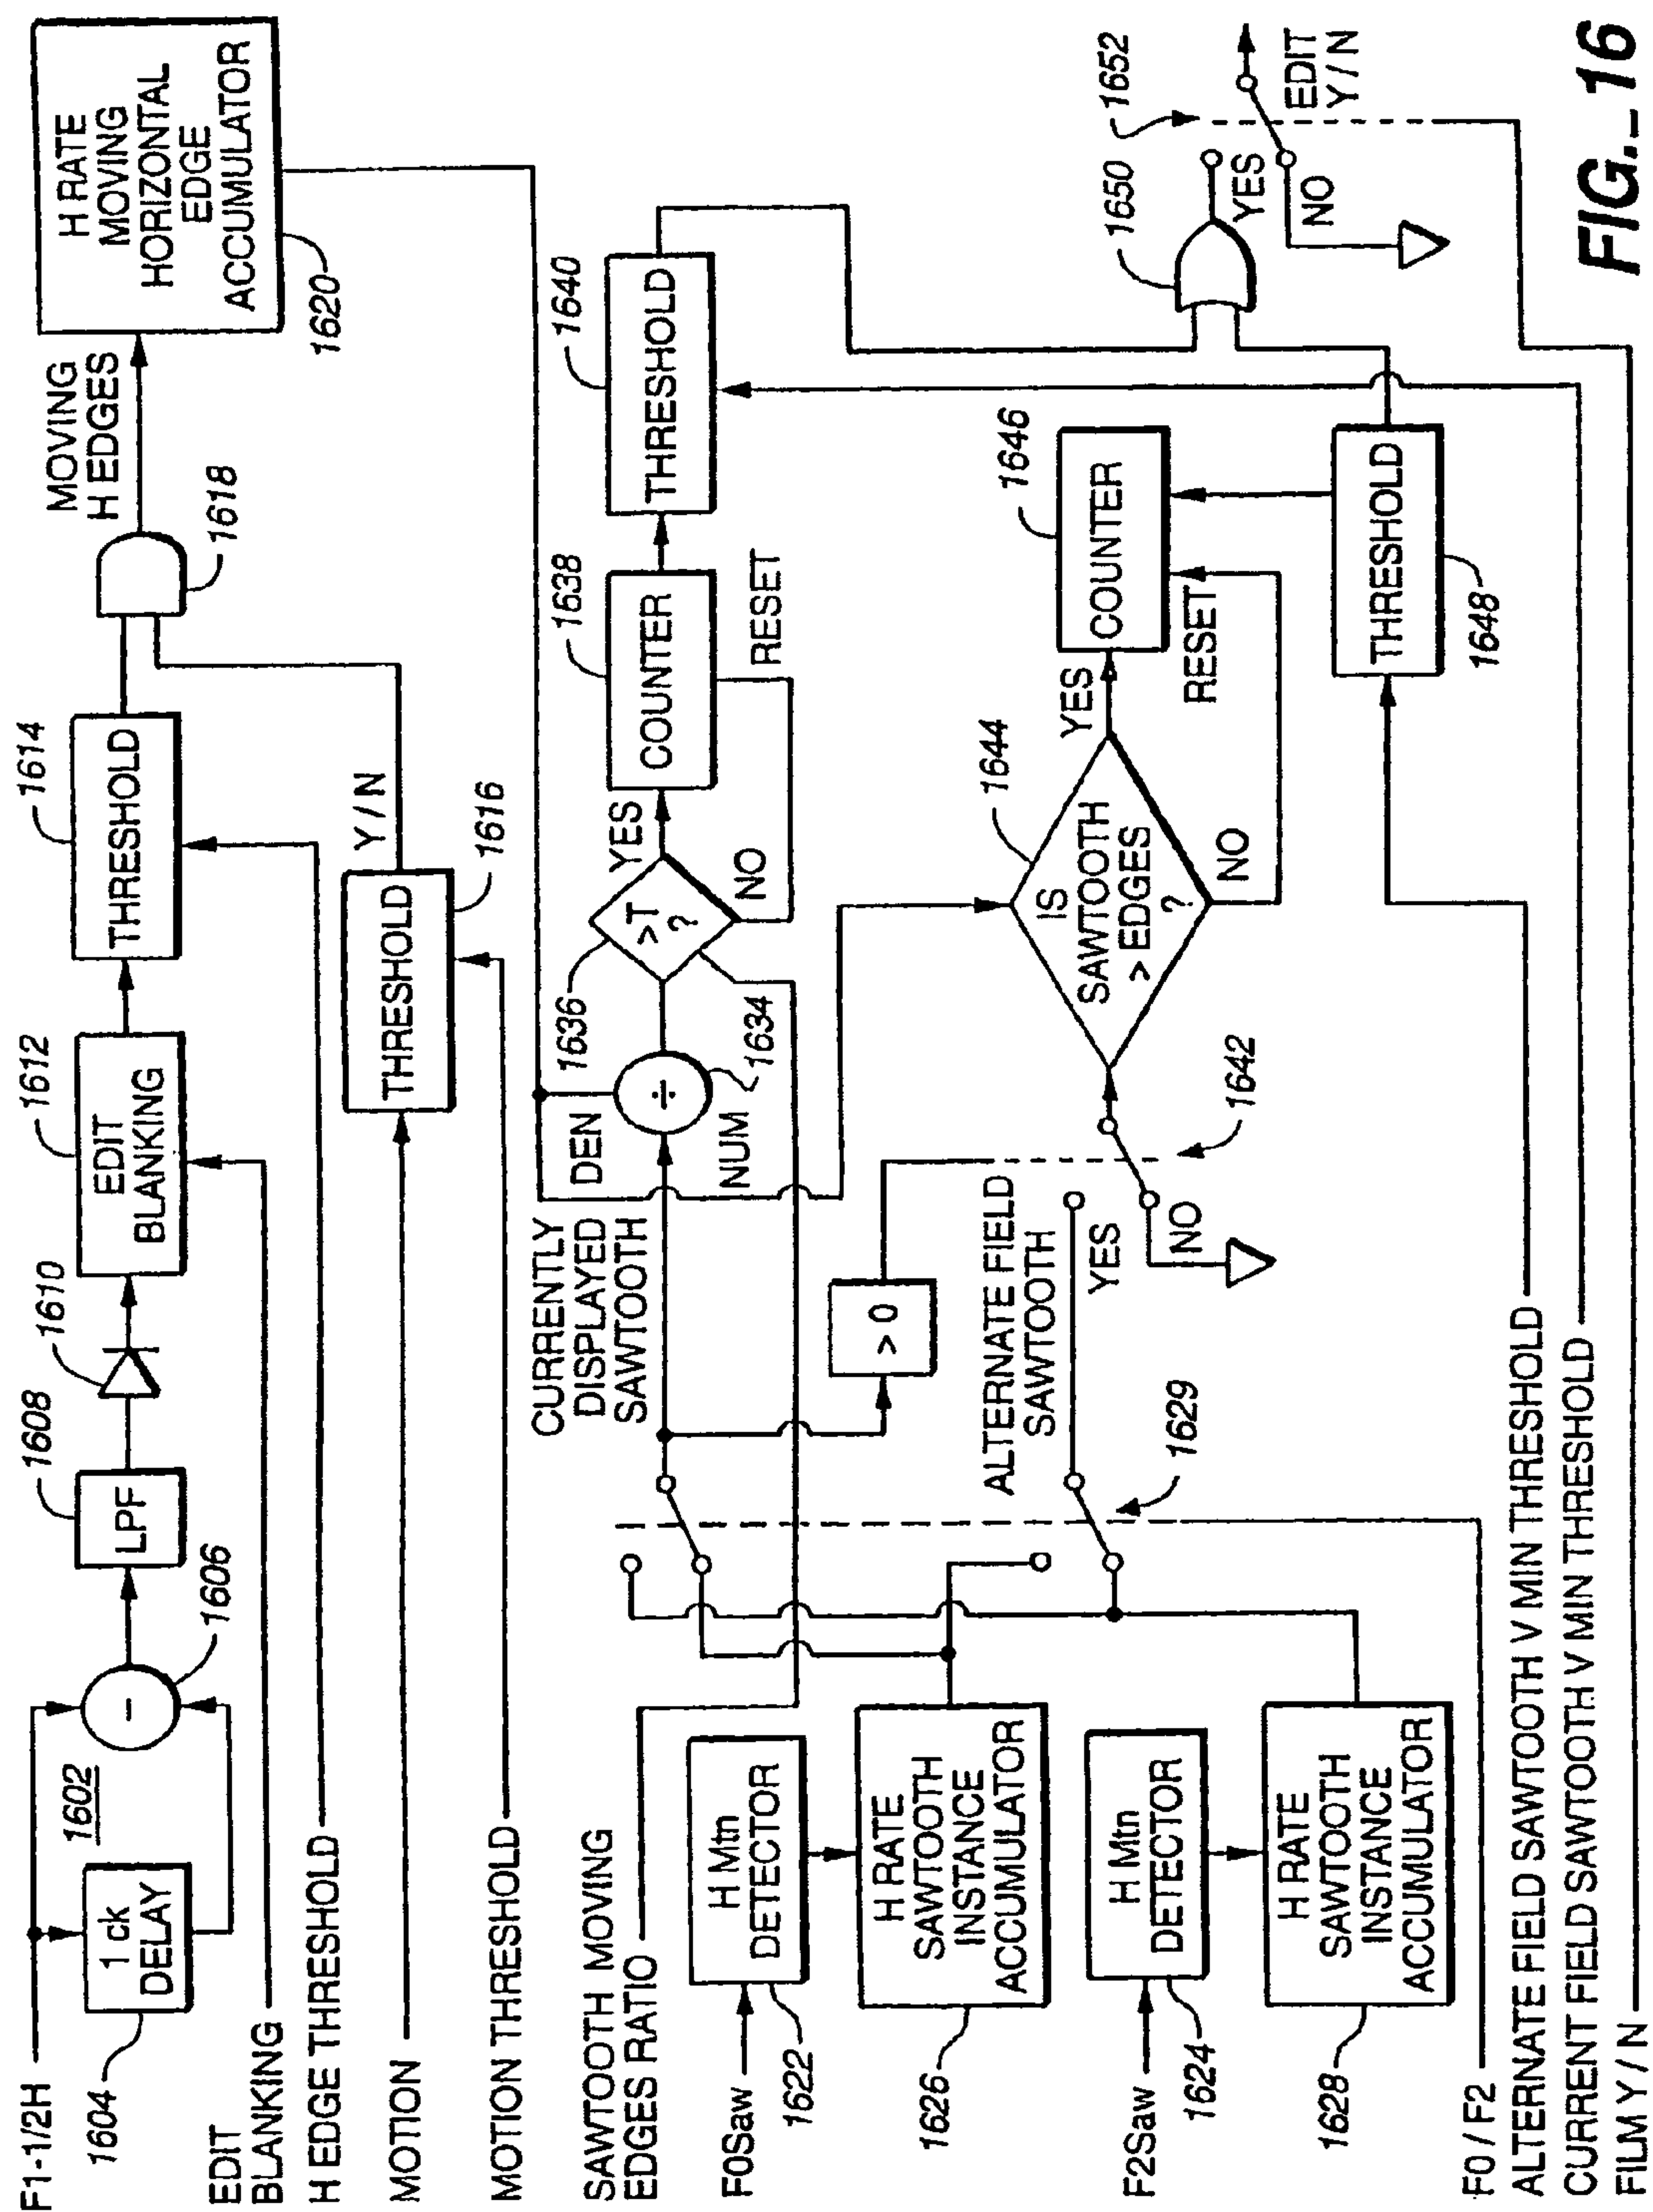 F1-1/2H
1 ck
DELAY
1604
1602
−
1606
LPF
1608
1610
EDIT
BLANKING
1612
THRESHOLD
1614
1618
MOVING
H EDGES
H RATE
MOVING
HORIZONTAL
EDGE
ACCUMULATOR
1620
EDIT
BLANKING
H EDGE THRESHOLD
MOTION
THRESHOLD
1616
Y / N
MOTION THRESHOLD
SAWTOOTH MOVING
EDGES RATIO
CURRENTLY
DISPLAYED
SAWTOOTH
DEN
NUM
÷
1634
1636
>T
?
YES
NO
COUNTER
1638
RESET
THRESHOLD
1640
F0Saw
H Mtn
DETECTOR
1622
H RATE
SAWTOOTH
INSTANCE
ACCUMULATOR
1626
F2Saw
H Mtn
DETECTOR
1624
H RATE
SAWTOOTH
INSTANCE
ACCUMULATOR
1628
1629
> 0
ALTERNATE FIELD
SAWTOOTH
YES
NO
1642
IS
SAWTOOTH
> EDGES
?
1644
YES
NO
COUNTER
1646
RESET
THRESHOLD
1648
1650
1652
YES
NO
EDIT
Y / N
F0 / F2
ALTERNATE FIELD SAWTOOTH V MIN THRESHOLD
CURRENT FIELD SAWTOOTH V MIN THRESHOLD
FILM Y / N
FIG._16